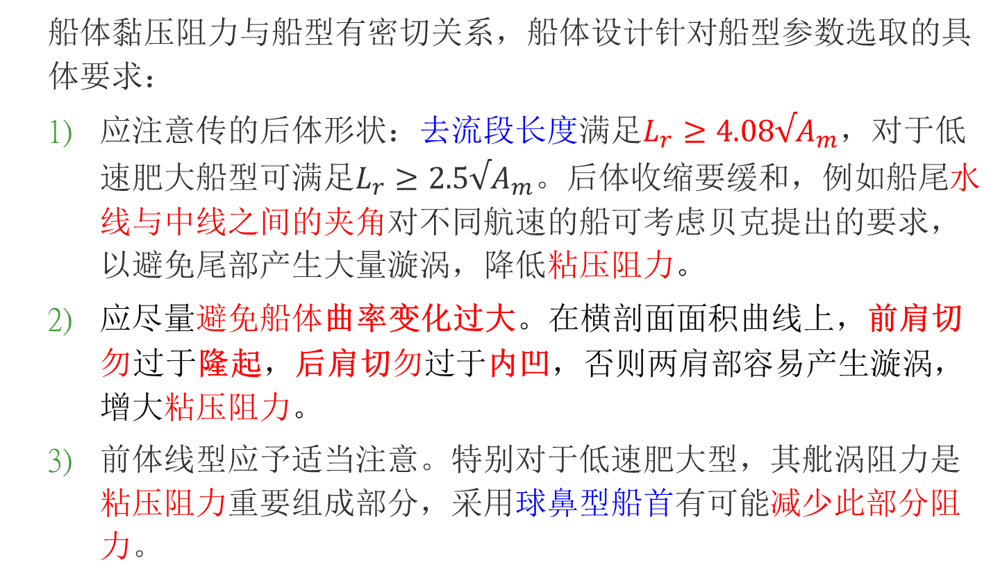 船体黏压阻力与船型有密切关系，船体设计针对船型参数选取的具
体要求：
1) 应注意传的后体形状：去流段长度满足L_r ≥ 4.08√A_m，对于低
速肥大船型可满足L_r ≥ 2.5√A_m。后体收缩要缓和，例如船尾水
线与中线之间的夹角对不同航速的船可考虑贝克提出的要求，
以避免尾部产生大量漩涡，降低粘压阻力。
2) 应尽量避免船体曲率变化过大。在横剖面面积曲线上，前肩切
勿过于隆起，后肩切勿过于内凹，否则两肩部容易产生漩涡，
增大粘压阻力。
3) 前体线型应予适当注意。特别对于低速肥大型，其舭涡阻力是
粘压阻力重要组成部分，采用球鼻型船首有可能减少此部分阻
力。